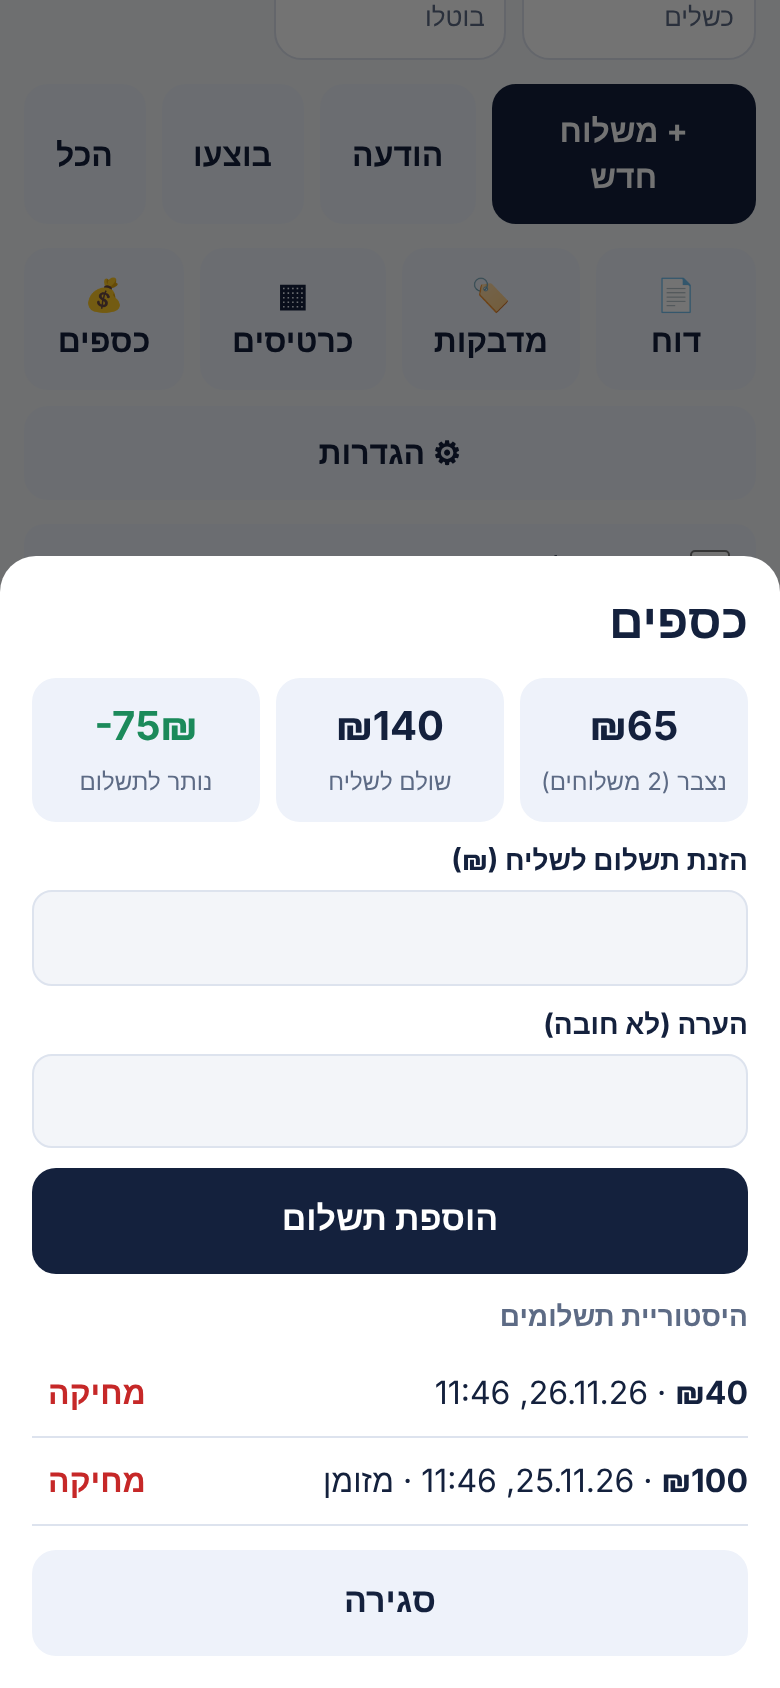 כשלים
בוטלו
+ משלוח
חדש
הודעה
בוצעו
הכל
דוח
מדבקות
כרטיסים
כספים
⚙ הגדרות
כספים
₪65
נצבר (2 משלוחים)
₪140
שולם לשליח
-75₪
נותר לתשלום
הזנת תשלום לשליח (₪)
הערה (לא חובה)
הוספת תשלום
היסטוריית תשלומים
₪40 · 26.11.26, 11:46
מחיקה
₪100 · 25.11.26, 11:46 · מזומן
מחיקה
סגירה